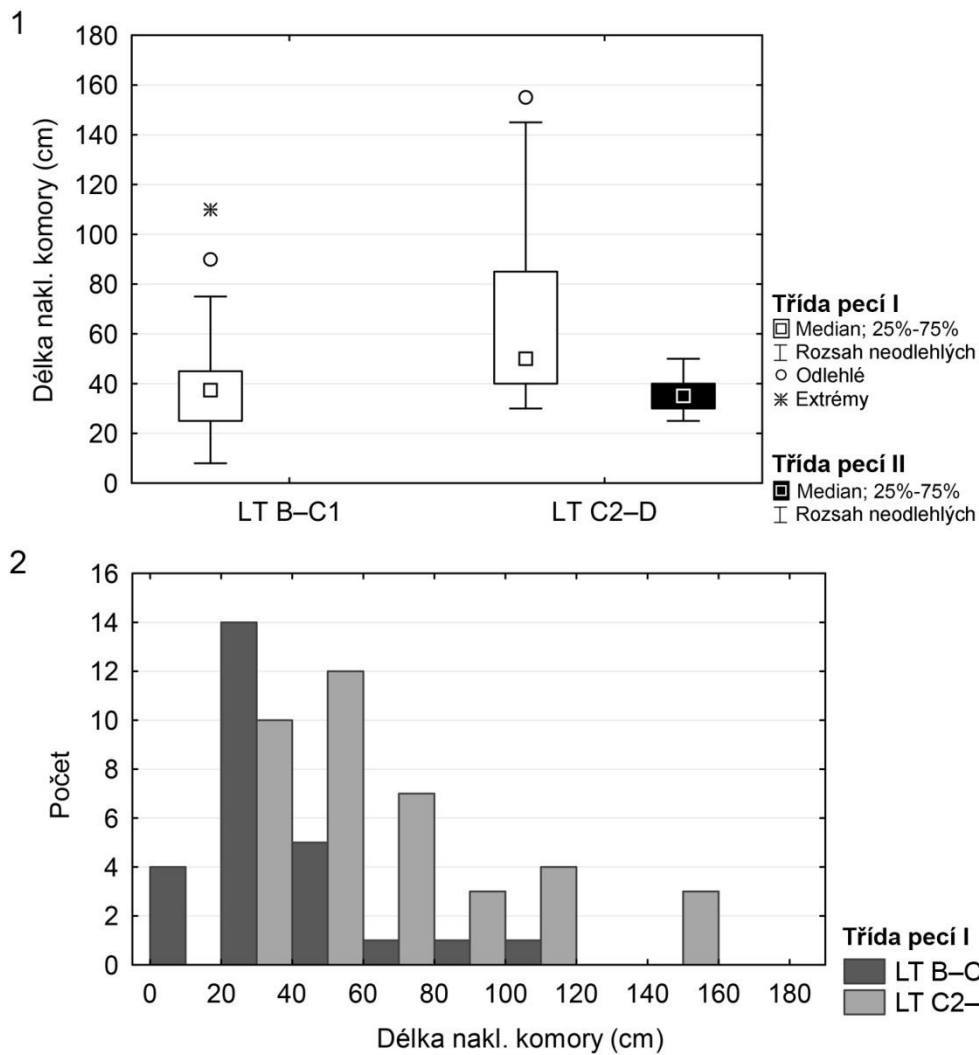 1
Délka nakl. komory (cm)
180
160
140
120
100
80
60
40
20
0
LT B–C1
LT C2–D
Třída pecí I
Median; 25%-75%
Rozsah neodlehlých
Odlehlé
Extrémy
Třída pecí II
Median; 25%-75%
Rozsah neodlehlých
2
Počet
16
14
12
10
8
6
4
2
0
0 20 40 60 80 100 120 140 160 180
Délka nakl. komory (cm)
Třída pecí I
LT B–C
LT C2–